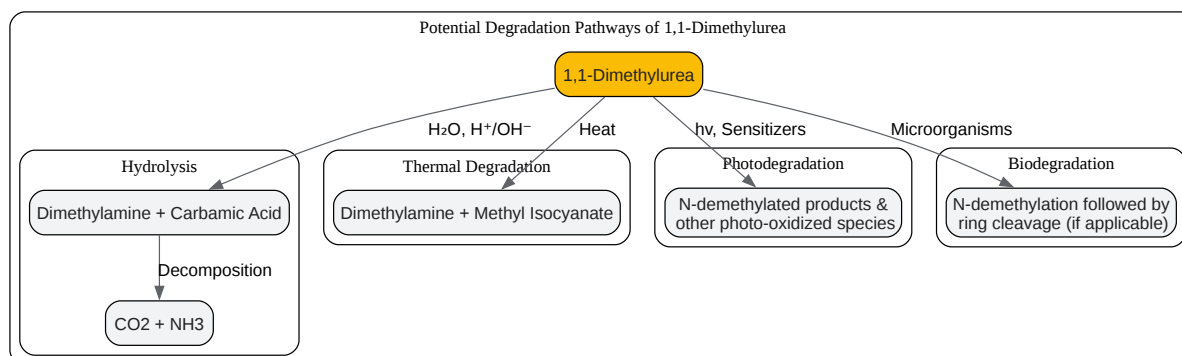 Potential Degradation Pathways of 1,1-Dimethylurea
1,1-Dimethylurea
H₂O, H⁺/OH⁻
Heat
hv, Sensitizers
Microorganisms
Hydrolysis
Dimethylamine + Carbamic Acid
Decomposition
CO2 + NH3
Thermal Degradation
Dimethylamine + Methyl Isocyanate
Photodegradation
N-demethylated products &
other photo-oxidized species
Biodegradation
N-demethylation followed by
ring cleavage (if applicable)